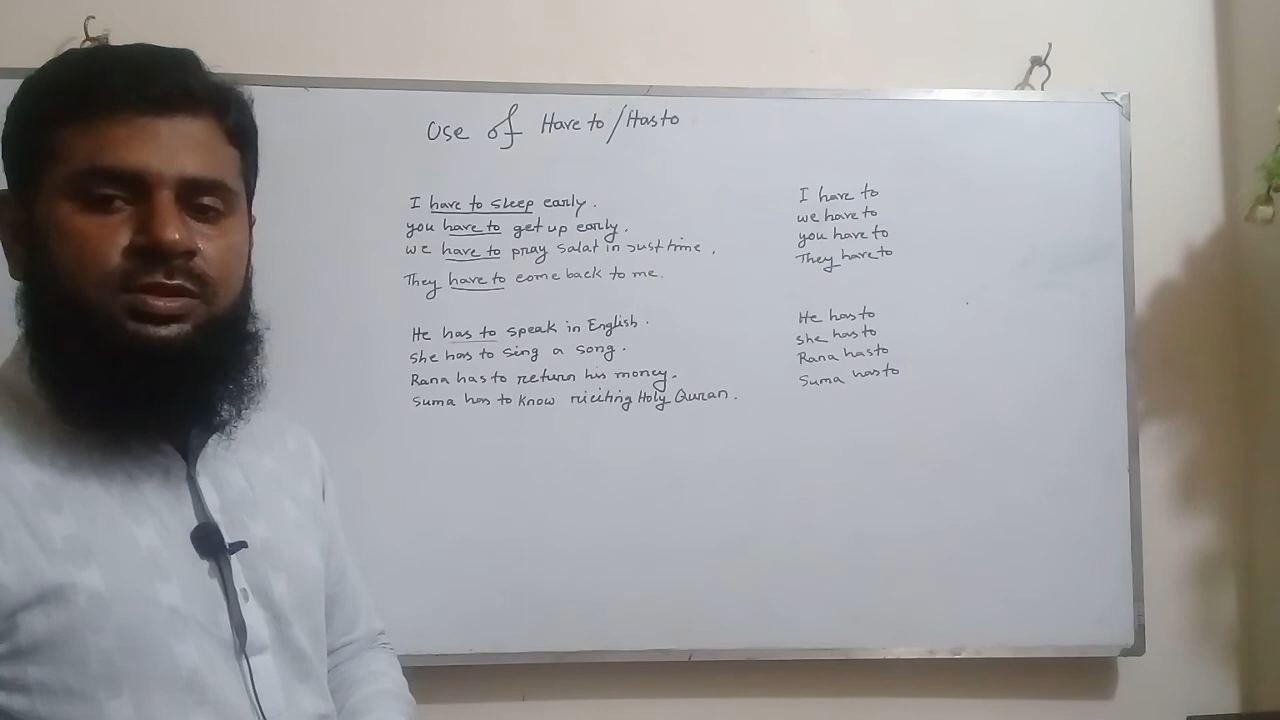 Use of Have to / Has to
I have to sleep early.
you have to get up early.
we have to pray Salat in Just time.
They have to come back to me.
He has to speak in English.
She has to sing a song.
Rana has to return his money.
Suma has to know riciting Holy Quran.
I have to
we have to
you have to
They have to
He has to
She has to
Rana has to
Suma has to